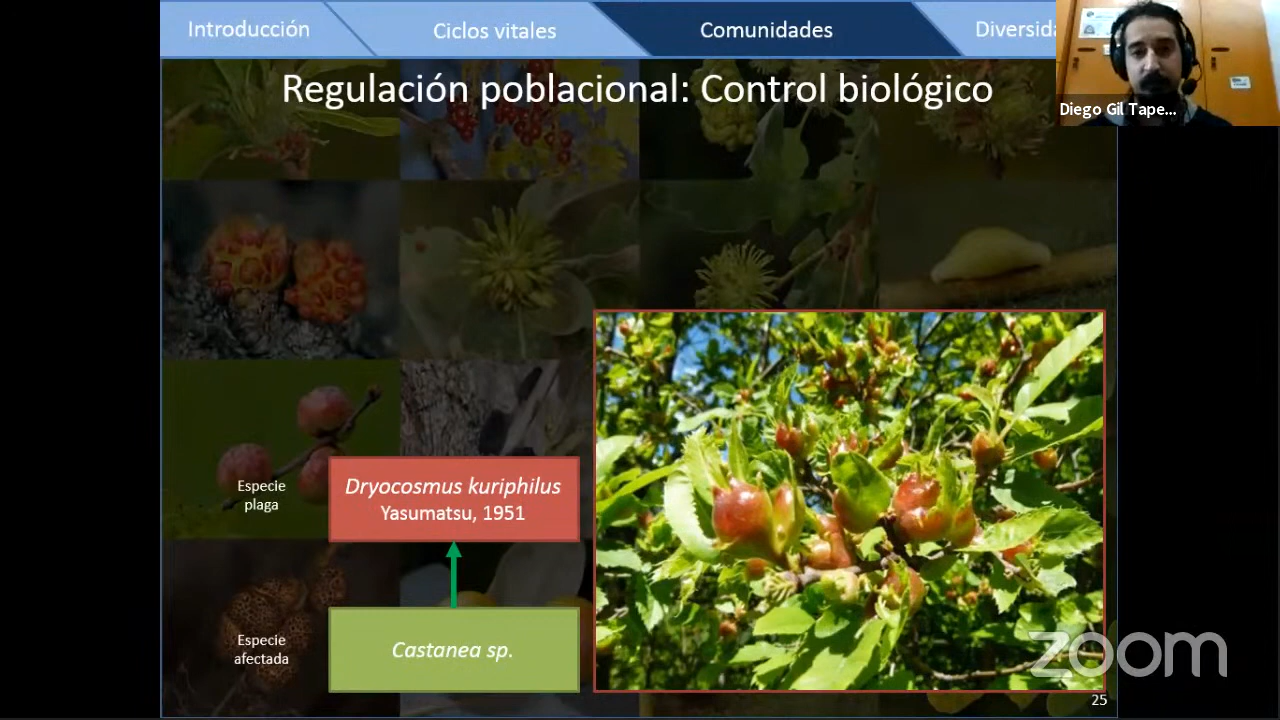 Introducción
Ciclos vitales
Comunidades
Diversida
Regulación poblacional: Control biológico
Diego Gil Tape...
Especie
plaga
Dryocosmus kuriphilus
Yasumatsu, 1951
Especie
afectada
Castanea sp.
zoom
25